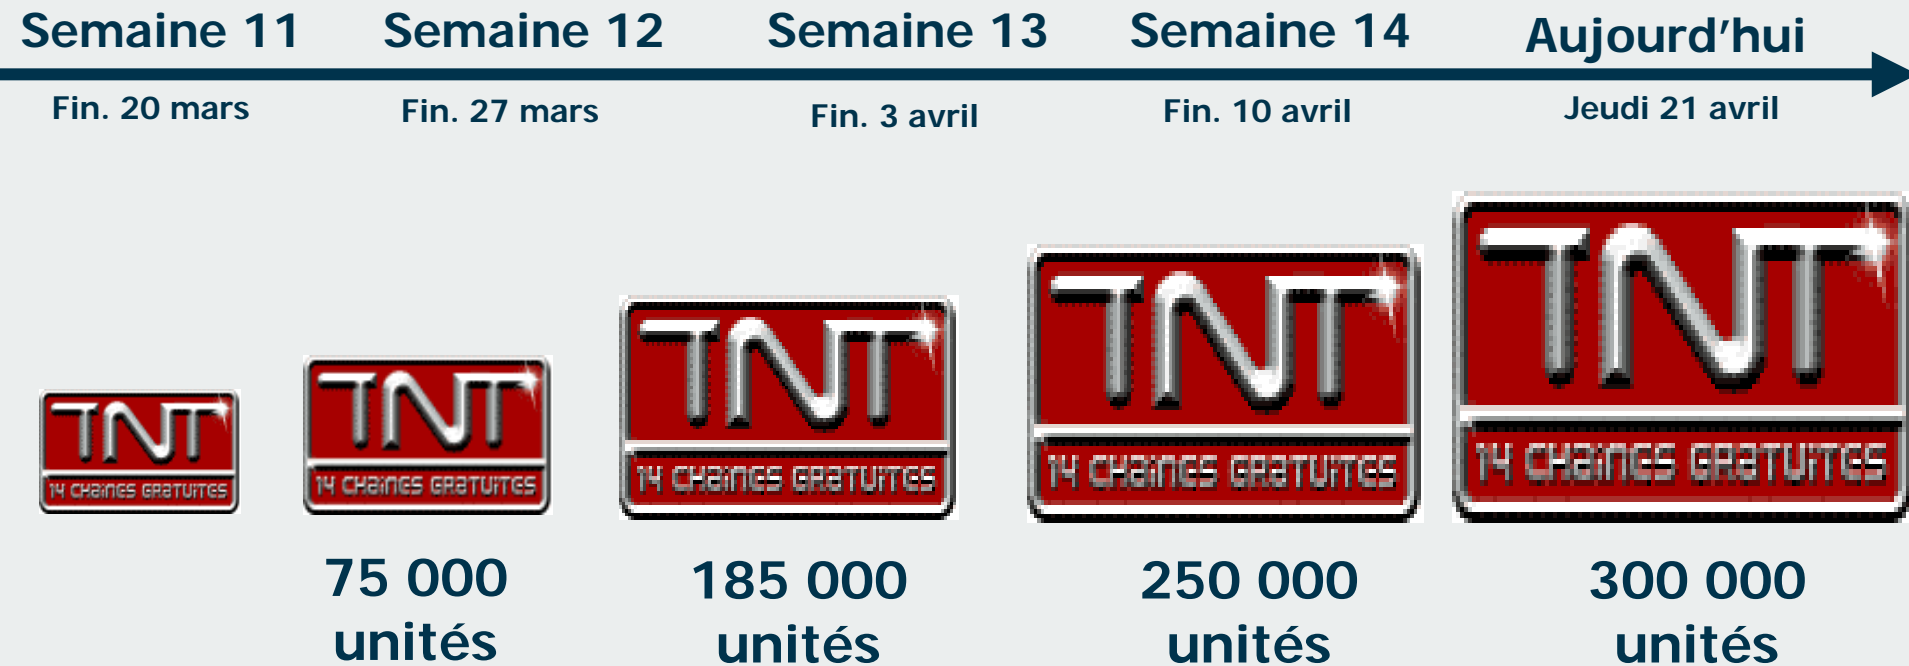 Semaine 11 Semaine 12 Semaine 13 Semaine 14 Aujourd'hui
Fin. 20 mars Fin. 27 mars Fin. 3 avril Fin. 10 avril Jeudi 21 avril
TNT TNT TNT TNT TNT
14 CHaînes GRaTUITES 14 CHaînes GRaTUITES 14 CHaînes GRaTUITES 14 CHaînes GRaTUITES 14 CHaînes GRaTUITES
75 000 185 000 250 000 300 000
unités unités unités unités